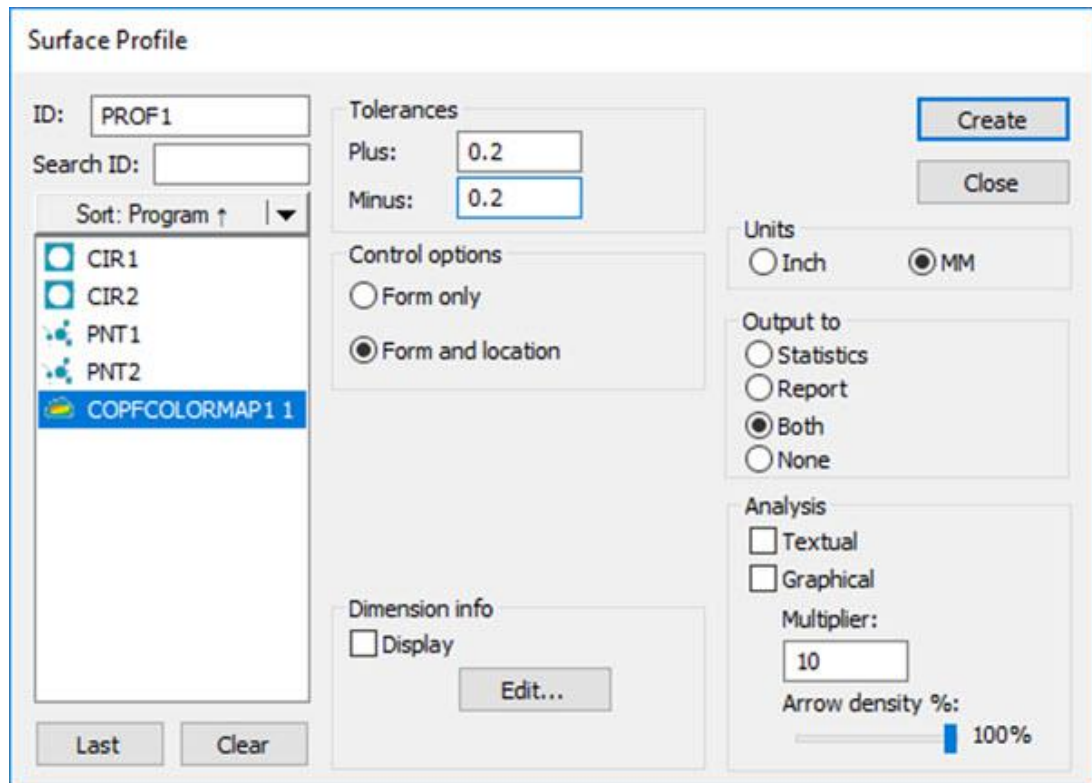 Surface Profile
ID: PROF1
Search ID:
Sort: Program ↑
CIR1
CIR2
PNT1
PNT2
COPFCOLORMAP1 1
Last Clear
Tolerances
Plus: 0.2
Minus: 0.2
Control options
Form only
Form and location
Dimension info
Display
Edit...
Create
Close
Units
Inch MM
Output to
Statistics
Report
Both
None
Analysis
Textual
Graphical
Multiplier:
10
Arrow density %:
100%